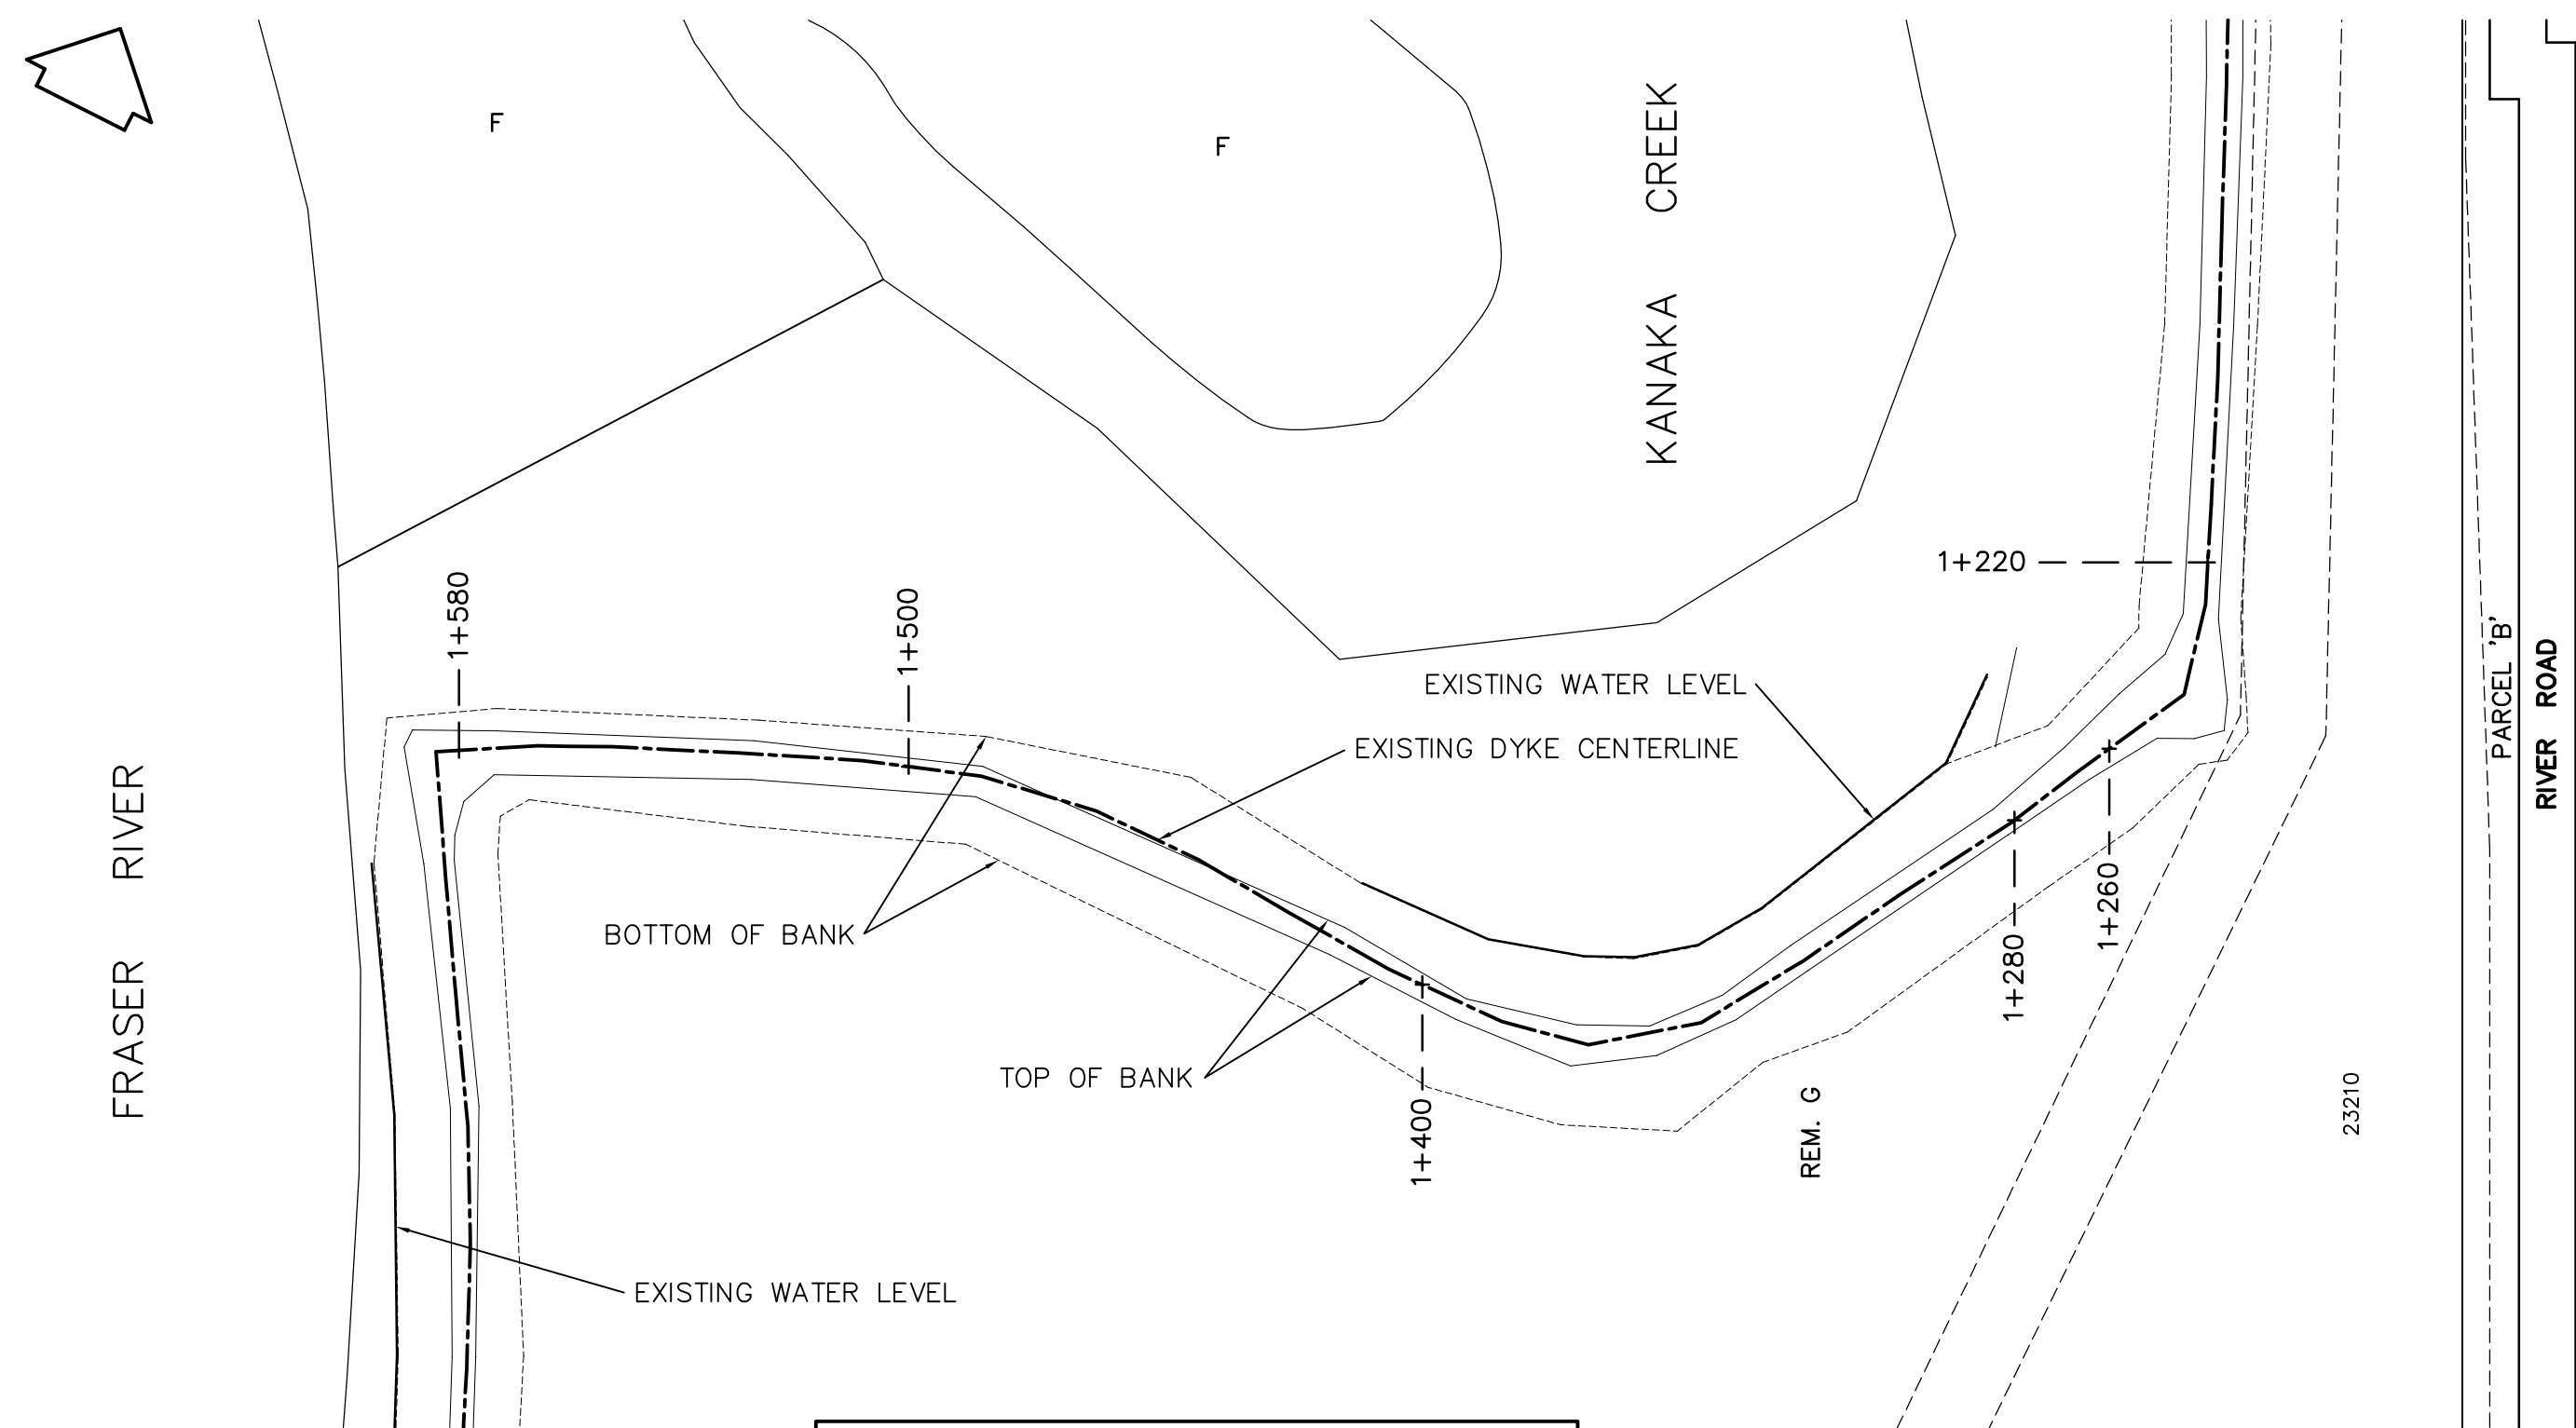 F
F
KANAKA CREEK
1+220
1+580
1+500
EXISTING WATER LEVEL
EXISTING DYKE CENTERLINE
PARCEL 'B'
RIVER ROAD
FRASER RIVER
BOTTOM OF BANK
1+260
1+280
TOP OF BANK
1+400
REM. G
23210
EXISTING WATER LEVEL